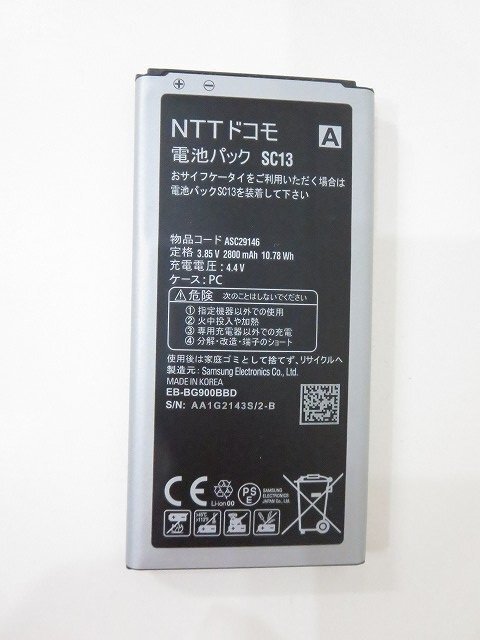 NTTドコモ
A
電池パック SC13
おサイフケータイをご利用いただく場合は
電池パックSC13を装着して下さい
物品コード ASC29146
定格 3.85 V 2800 mAh 10.78 Wh
充電電圧: 4.4 V
ケース: PC
危険 次のことはしないでください
① 指定機器以外での使用
② 火中投入や加熱
③ 専用充電器以外での充電
④ 分解・改造・端子のショート
使用後は家庭ゴミとして捨てず、リサイクルへ
製造元: Samsung Electronics Co., Ltd.
MADE IN KOREA
EB-BG900BBD
S/N: AA1G2143S/2-B
CE
Li-ion 00
PS
E
SAMSUNG
ELECTRONICS
JAPAN Co., Ltd.